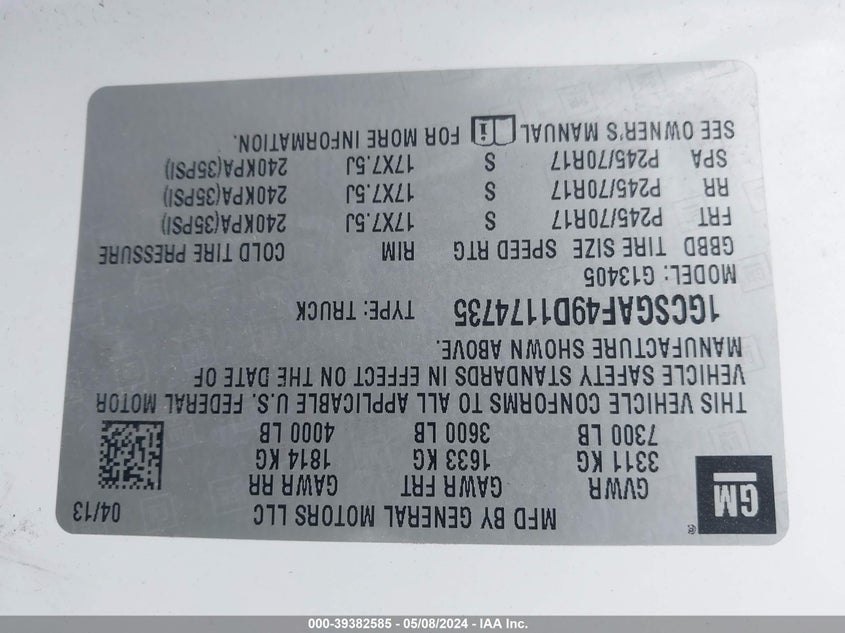 MFD BY GENERAL MOTORS LLC 04/13
GM ®
GVWR GAWR FRT GAWR RR
3311 KG 1633 KG 1814 KG
7300 LB 3600 LB 4000 LB
THIS VEHICLE CONFORMS TO ALL APPLICABLE U.S. FEDERAL MOTOR
VEHICLE SAFETY STANDARDS IN EFFECT ON THE DATE OF
MANUFACTURE SHOWN ABOVE.
1GCSGAF49D1174735 TYPE: TRUCK
MODEL: G13405
GBBD TIRE SIZE SPEED RTG RIM COLD TIRE PRESSURE
FRT P245/70R17 S 17X7.5J 240KPA(35PSI)
RR P245/70R17 S 17X7.5J 240KPA(35PSI)
SPA P245/70R17 S 17X7.5J 240KPA(35PSI)
SEE OWNER'S MANUAL i FOR MORE INFORMATION.
000-39382585 - 05/08/2024 - IAA Inc.